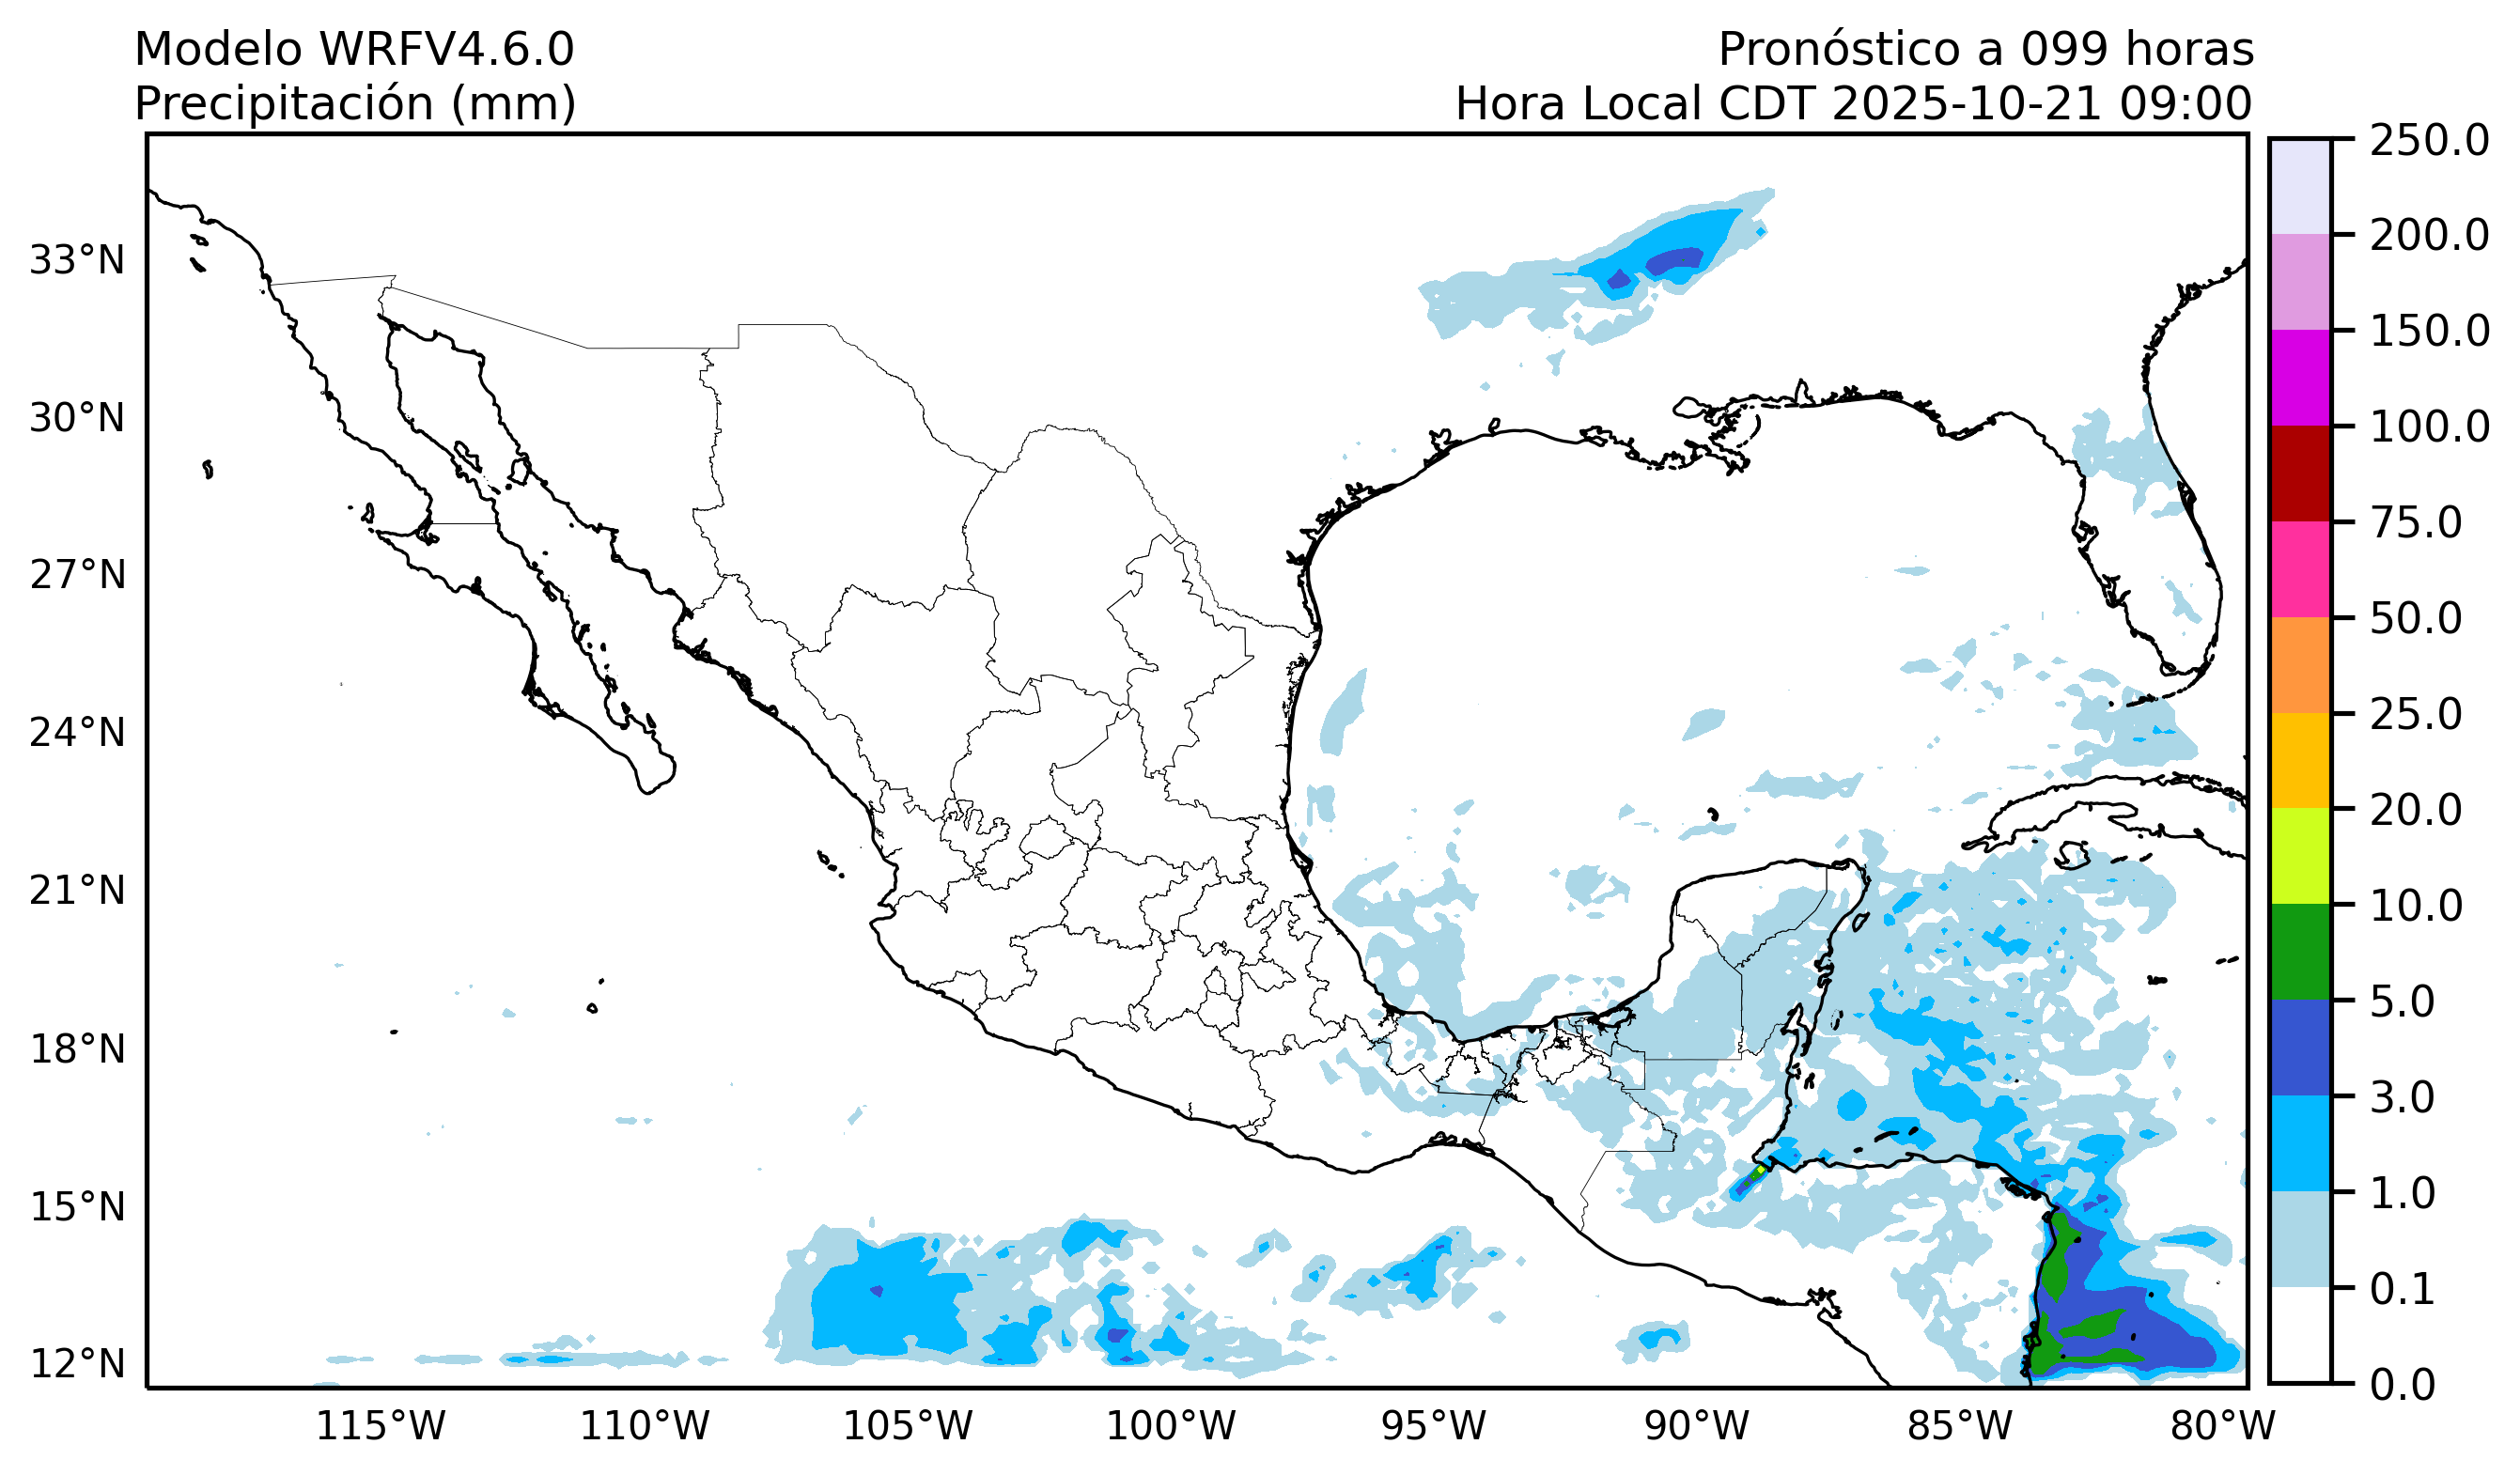 Modelo WRFV4.6.0
Precipitación (mm)
Pronóstico a 099 horas
Hora Local CDT 2025-10-21 09:00
33°N
30°N
27°N
24°N
21°N
18°N
15°N
12°N
115°W
110°W
105°W
100°W
95°W
90°W
85°W
80°W
250.0
200.0
150.0
100.0
75.0
50.0
25.0
20.0
10.0
5.0
3.0
1.0
0.1
0.0